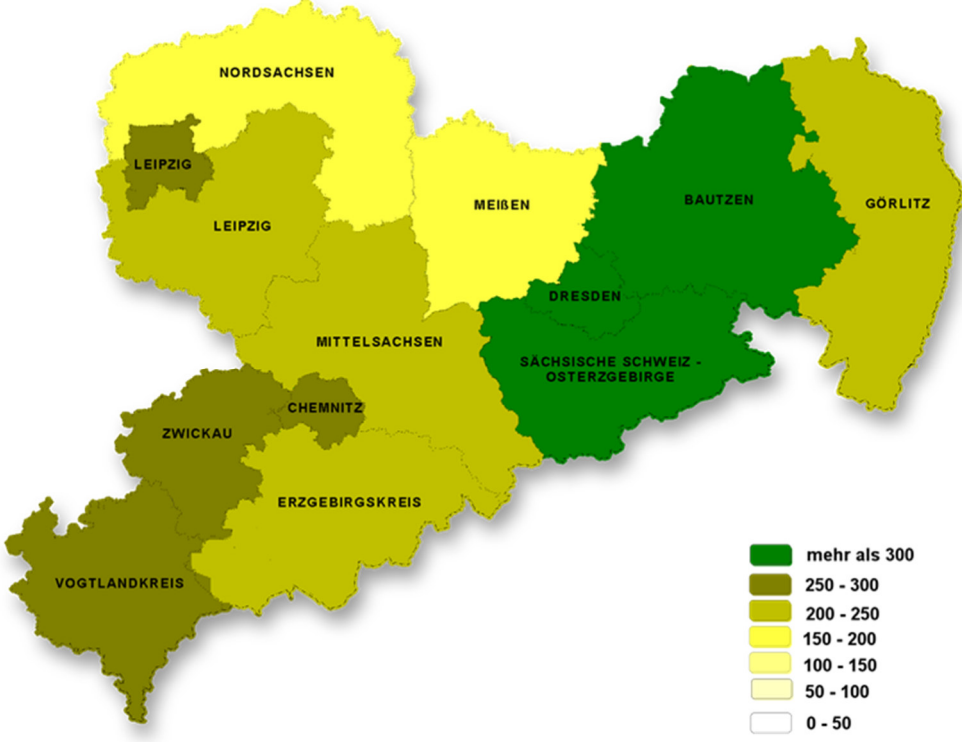 NORDSACHSEN
LEIPZIG
LEIPZIG
MEIßEN
BAUTZEN
GÖRLITZ
DRESDEN
MITTELSACHSEN
SÄCHSISCHE SCHWEIZ -
OSTERZGEBIRGE
CHEMNITZ
ZWICKAU
ERZGEBIRGSKREIS
VOGTLANDKREIS
mehr als 300
250 - 300
200 - 250
150 - 200
100 - 150
50 - 100
0 - 50